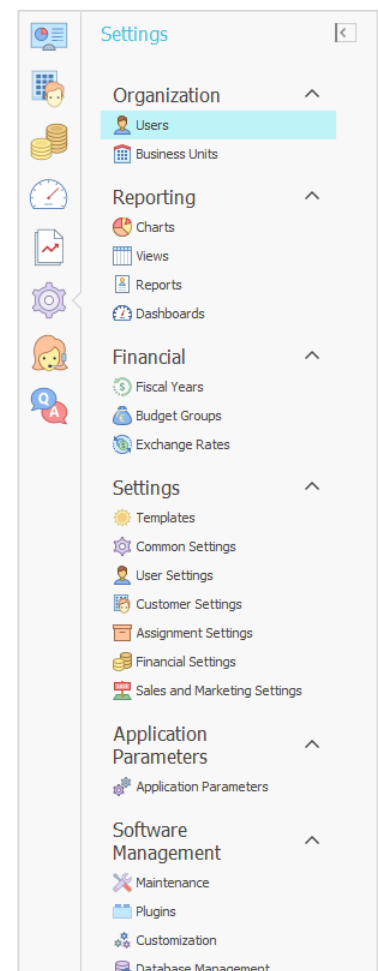 Settings
Organization
Users
Business Units
Reporting
Charts
Views
Reports
Dashboards
Financial
Fiscal Years
Budget Groups
Exchange Rates
Settings
Templates
Common Settings
User Settings
Customer Settings
Assignment Settings
Financial Settings
Sales and Marketing Settings
Application
Parameters
Application Parameters
Software
Management
Maintenance
Plugins
Customization
Database Management
Q
A